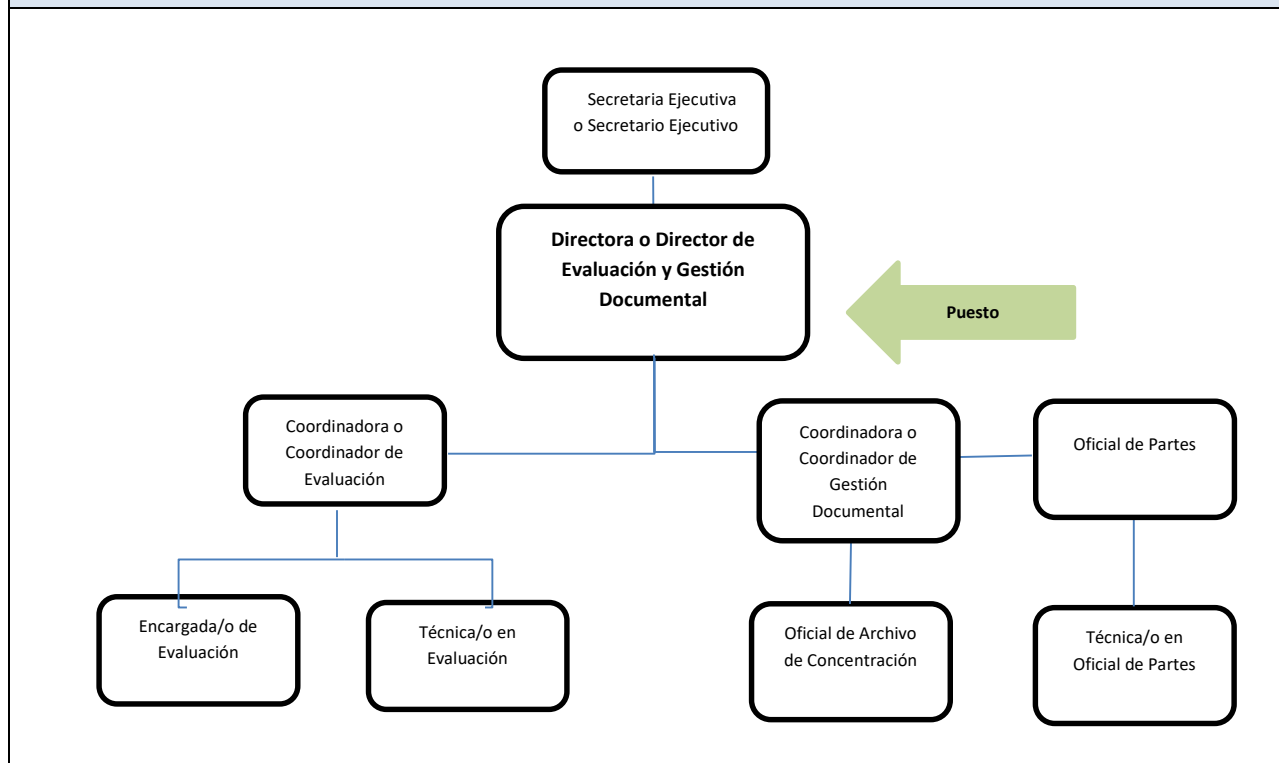 Secretaria Ejecutiva
o Secretario Ejecutivo
Directora o Director de
Evaluación y Gestión
Documental
Puesto
Coordinadora o
Coordinador de
Evaluación
Coordinadora o
Coordinador de
Gestión
Documental
Oficial de Partes
Encargada/o de
Evaluación
Técnica/o en
Evaluación
Oficial de Archivo
de Concentración
Técnica/o en
Oficial de Partes